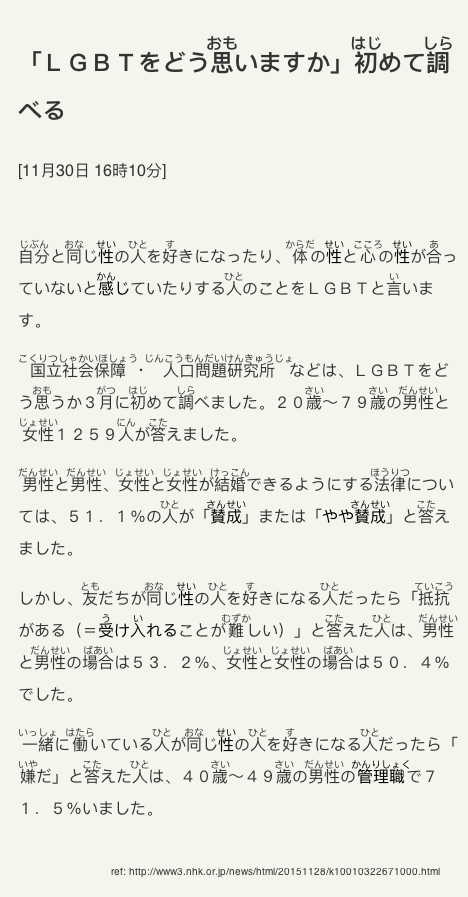 「ＬＧＢＴをどう思いますか」初めて調
べる
[11月30日 16時10分]
自分と同じ性の人を好きになったり、体の性と心の性が合っ
ていないと感じていたりする人のことをＬＧＢＴと言いま
す。
国立社会保障・人口問題研究所などは、ＬＧＢＴをど
う思うか３月に初めて調べました。２０歳～７９歳の男性と
女性１２５９人が答えました。
男性と男性、女性と女性が結婚できるようにする法律につい
ては、５１．１%の人が「賛成」または「やや賛成」と答え
ました。
しかし、友だちが同じ性の人を好きになる人だったら「抵抗
がある（＝受け入れることが難しい）」と答えた人は、男性
と男性の場合は５３．２%、女性と女性の場合は５０．４%
でした。
一緒に働いている人が同じ性の人を好きになる人だったら「
嫌だ」と答えた人は、４０歳～４９歳の男性の管理職で７
１．５%いました。
ref: http://www3.nhk.or.jp/news/html/20151128/k10010322671000.html